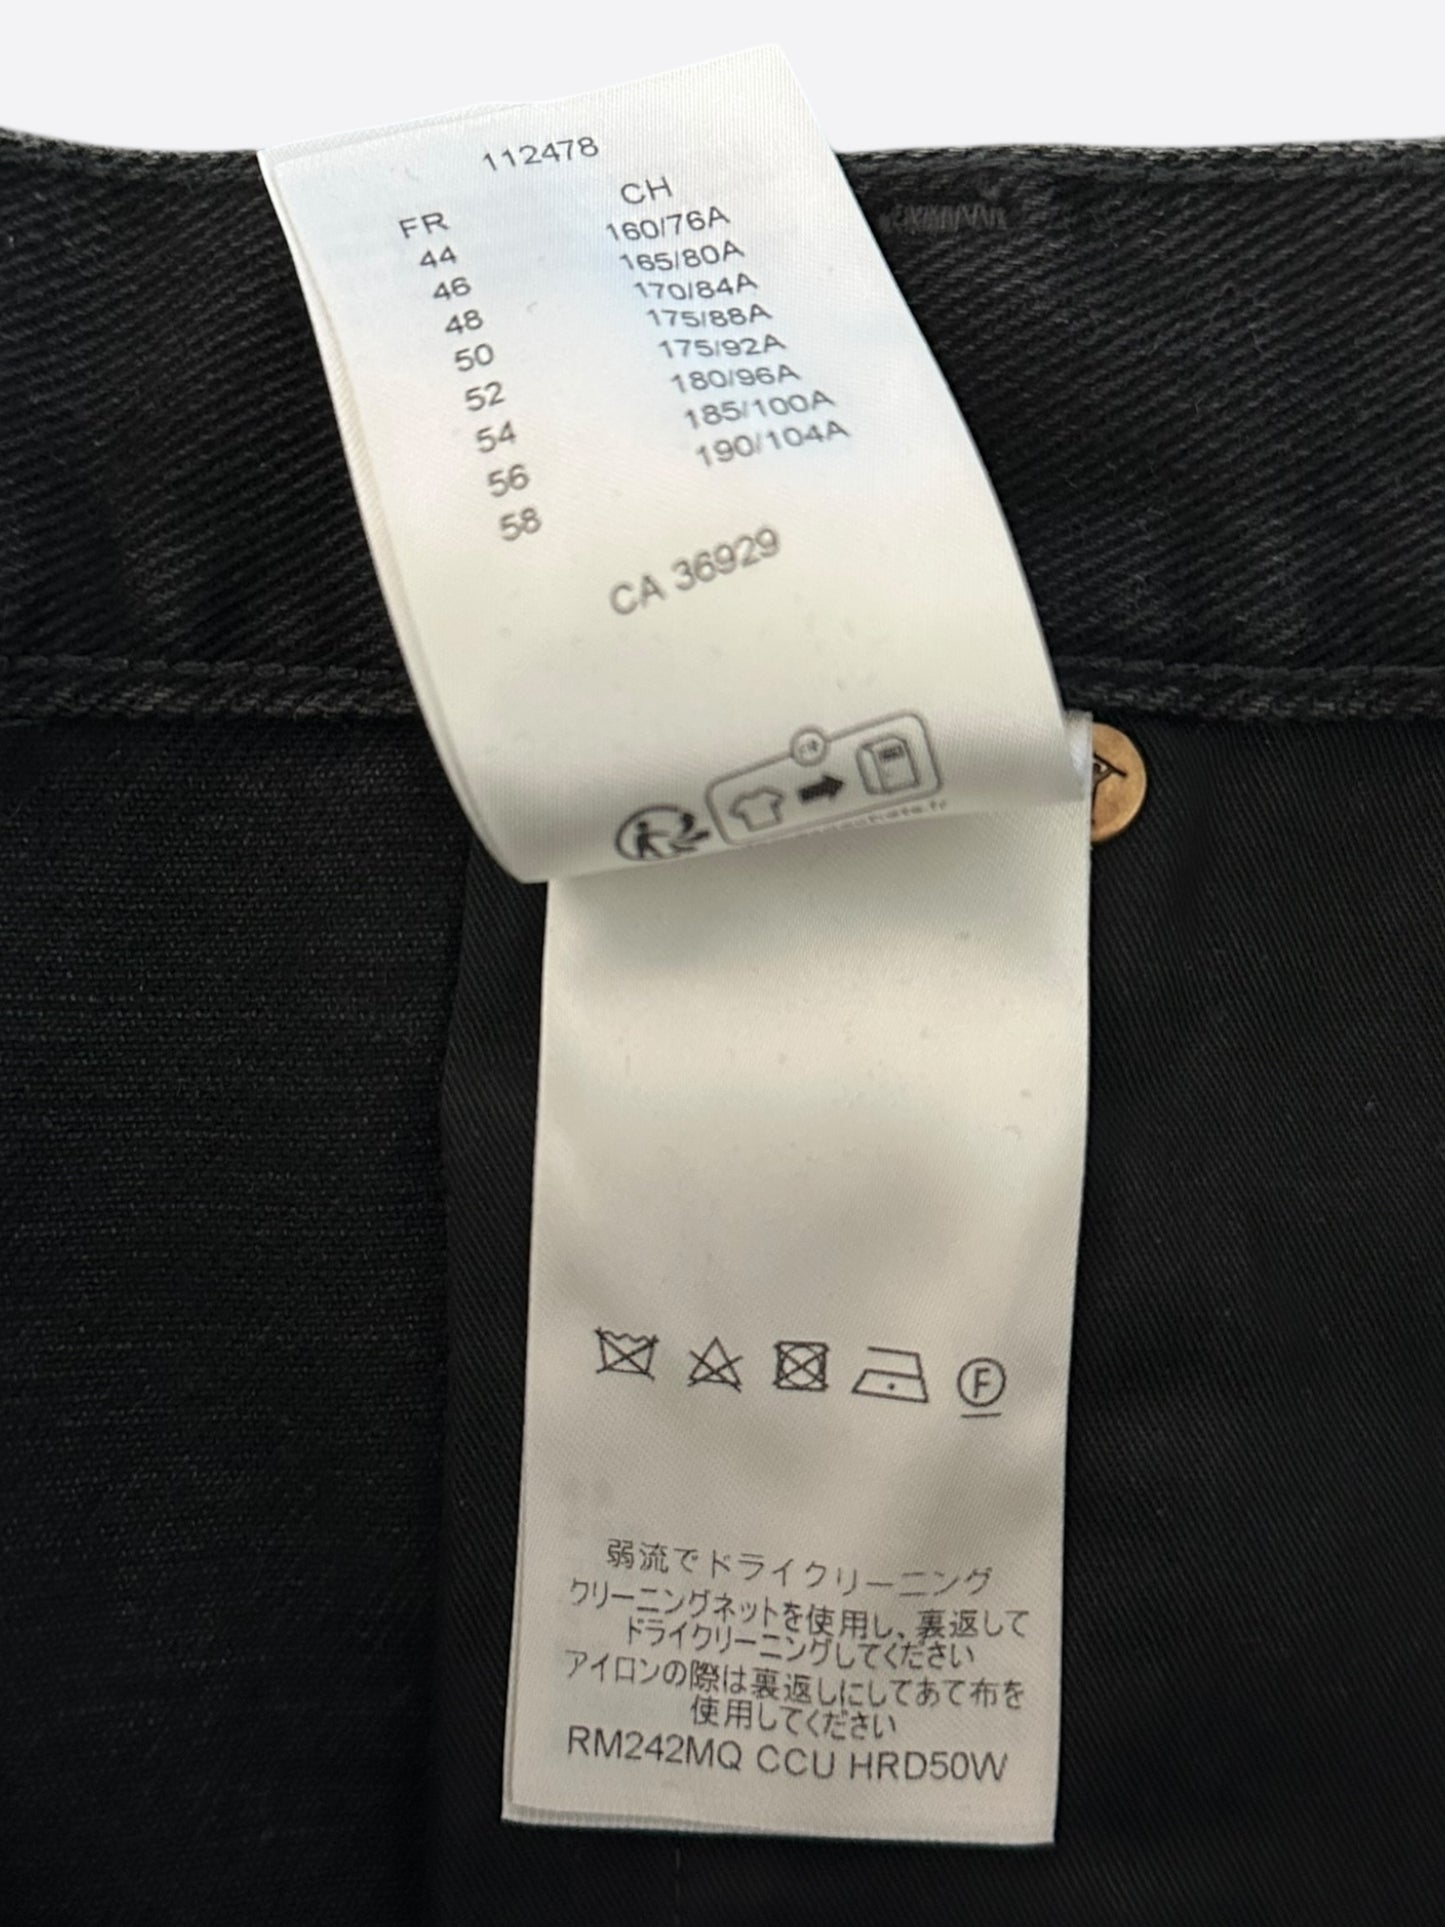 112478
FR CH
44 160/76A
46 165/80A
48 170/84A
50 175/88A
52 175/92A
54 180/96A
56 185/100A
58 190/104A
CA 36929
F
弱流でドライクリーニング
クリーニングネットを使用し、裏返して
ドライクリーニングしてください
アイロンの際は裏返しにしてあて布を
使用してください
RM242MQ CCU HRD50W